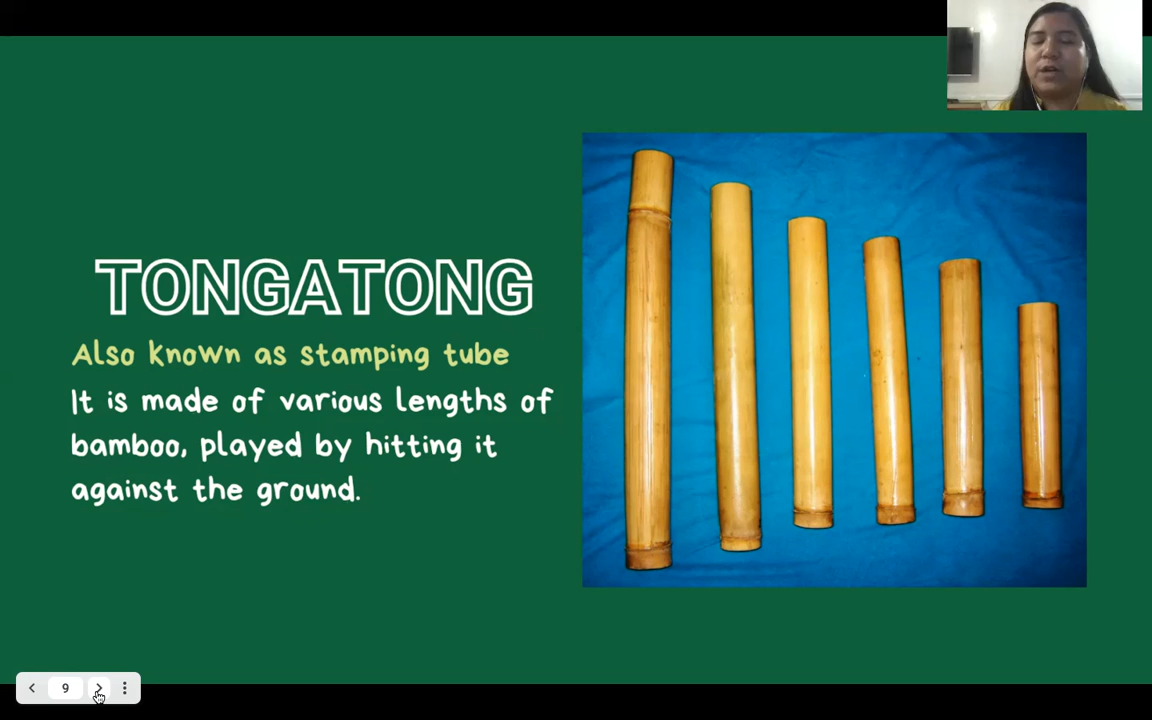 TONGATONG
Also known as stamping tube
It is made of various lengths of
bamboo, played by hitting it
against the ground.
9